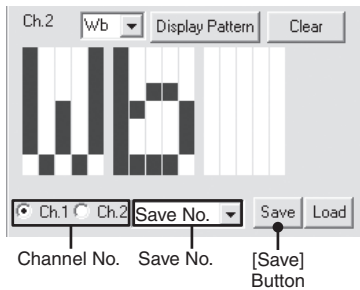 Ch.2 Wb Display Pattern Clear
Wb
Ch.1 Ch.2 Save No. Save Load
Channel No. Save No. [Save]
Button